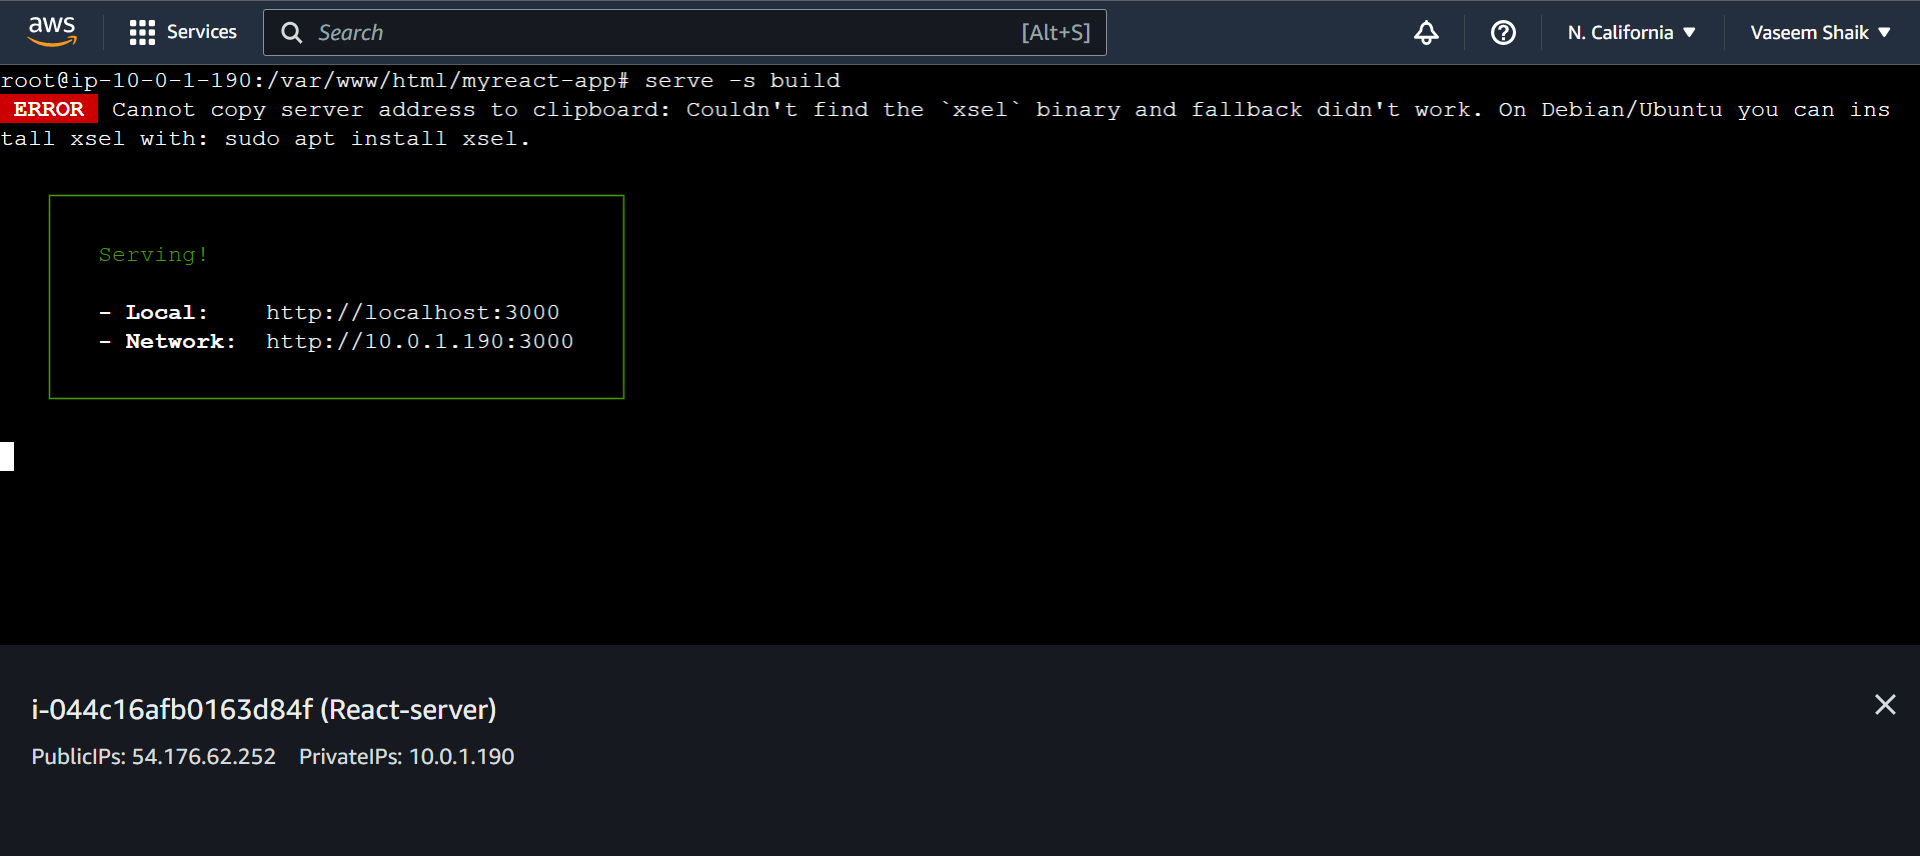 aws Services Search [Alt+S] N. California Vaseem Shaik
root@ip-10-0-1-190:/var/www/html/myreact-app# serve -s build
ERROR Cannot copy server address to clipboard: Couldn't find the `xsel` binary and fallback didn't work. On Debian/Ubuntu you can ins
tall xsel with: sudo apt install xsel.
Serving!
- Local: http://localhost:3000
- Network: http://10.0.1.190:3000
i-044c16afb0163d84f (React-server)
PublicIPs: 54.176.62.252 PrivateIPs: 10.0.1.190